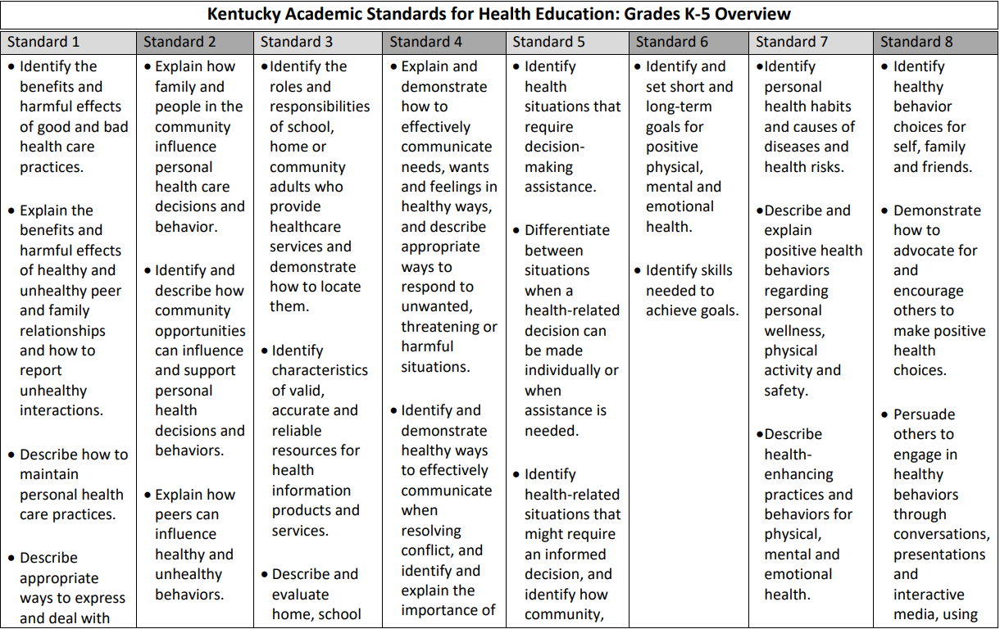 Kentucky Academic Standards for Health Education: Grades K-5 Overview
Standard 1
• Identify the
benefits and
harmful effects
of good and bad
health care
practices.
• Explain the
benefits and
harmful effects
of healthy and
unhealthy peer
and family
relationships
and how to
report
unhealthy
interactions.
• Describe how to
maintain
personal health
care practices.
• Describe
appropriate
ways to express
and deal with
Standard 2
• Explain how
family and
people in the
community
influence
personal
health care
decisions and
behavior.
• Identify and
describe how
community
opportunities
can influence
and support
personal
health
decisions and
behaviors.
• Explain how
peers can
influence
healthy and
unhealthy
behaviors.
Standard 3
•Identify the
roles and
responsibilities
of school,
home or
community
adults who
provide
healthcare
services and
demonstrate
how to locate
them.
• Identify
characteristics
of valid,
accurate and
reliable
resources for
health
information
products and
services.
• Describe and
evaluate
home, school
Standard 4
• Explain and
demonstrate
how to
effectively
communicate
needs, wants
and feelings in
healthy ways,
and describe
appropriate
ways to
respond to
unwanted,
threatening or
harmful
situations.
• Identify and
demonstrate
healthy ways
to effectively
communicate
when
resolving
conflict, and
identify and
explain the
importance of
Standard 5
• Identify
health
situations that
require
decision-
making
assistance.
• Differentiate
between
situations
when a
health-related
decision can
be made
individually or
when
assistance is
needed.
• Identify
health-related
situations that
might require
an informed
decision, and
identify how
community,
Standard 6
• Identify and
set short and
long-term
goals for
positive
physical,
mental and
emotional
health.
• Identify skills
needed to
achieve goals.
Standard 7
•Identify
personal
health habits
and causes of
diseases and
health risks.
•Describe and
explain
positive health
behaviors
regarding
personal
wellness,
physical
activity and
safety.
•Describe
health-
enhancing
practices and
behaviors for
physical,
mental and
emotional
health.
Standard 8
• Identify
healthy
behavior
choices for
self, family
and friends.
• Demonstrate
how to
advocate for
and
encourage
others to
make positive
health
choices.
• Persuade
others to
engage in
healthy
behaviors
through
conversations,
presentations
and
interactive
media, using